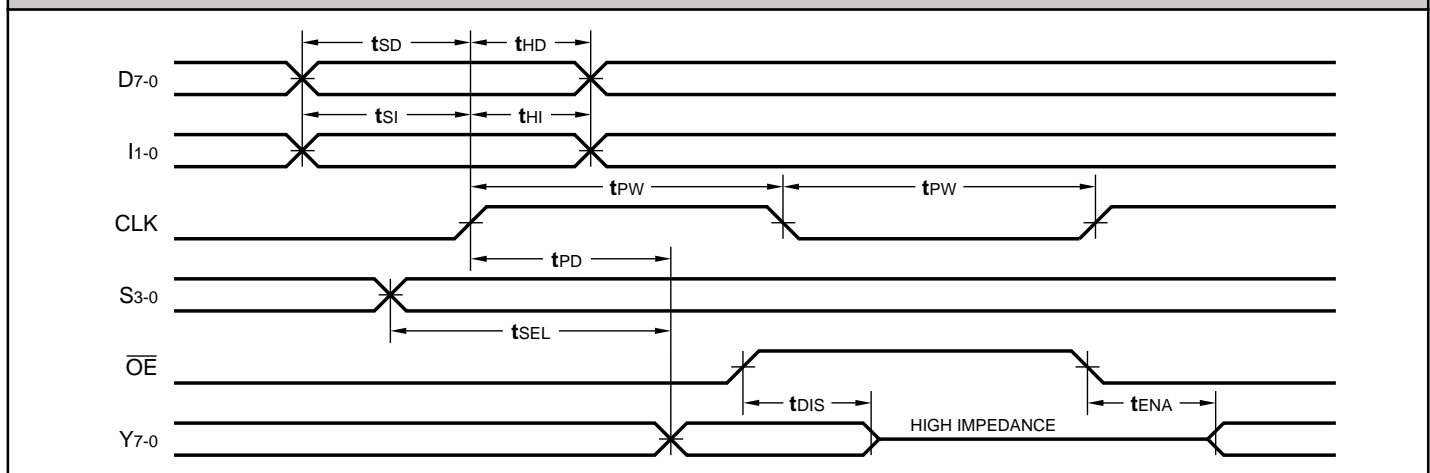 tSD tHD
D7-0
tSI tHI
I1-0
tPW tPW
CLK
tPD
S3-0
tSEL
OE
tDIS tENA
HIGH IMPEDANCE
Y7-0